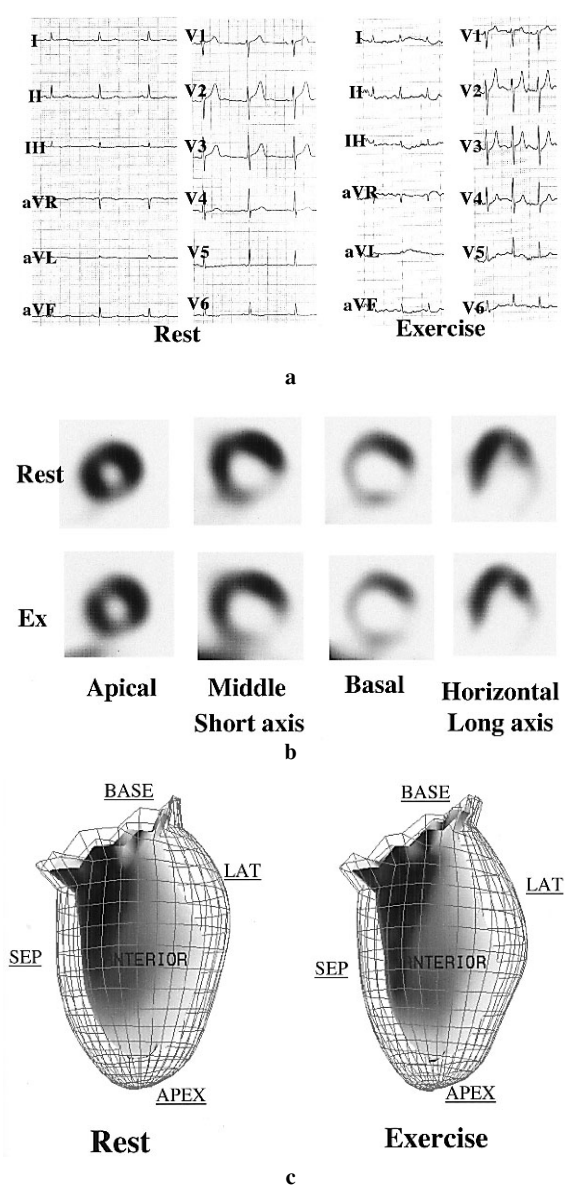 I
II
III
aVR
aVL
aVF
V1
V2
V3
V4
V5
V6
Rest
I
II
III
aVR
aVL
aVF
V1
V2
V3
V4
V5
V6
Exercise
a
Rest
Ex
Apical
Middle
Short axis
Basal
Horizontal
Long axis
b
BASE
LAT
SEP
ANTERIOR
APEX
Rest
BASE
LAT
SEP
ANTERIOR
APEX
Exercise
c